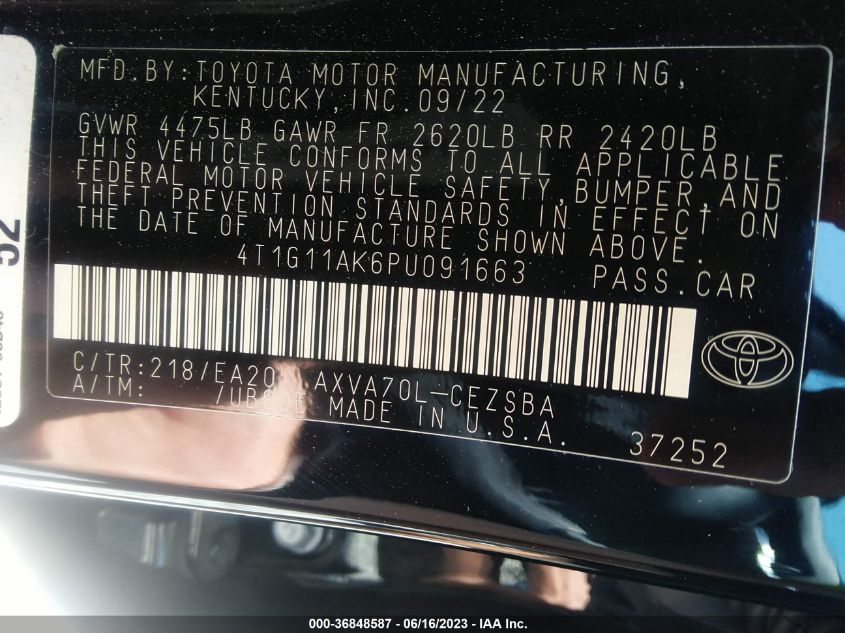 MFD.BY:TOYOTA MOTOR MANUFACTURING,
KENTUCKY,INC.09/22
GVWR 4475LB GAWR FR 2620LB RR 2420LB
THIS VEHICLE CONFORMS TO ALL APPLICABLE
FEDERAL MOTOR VEHICLE SAFETY,BUMPER,AND
THEFT PREVENTION STANDARDS IN EFFECT ON
THE DATE OF MANUFACTURE SHOWN ABOVE.
4T1G11AK6PU091663 PASS.CAR
C/TR:218/EA20 AXVA70L-CEZSBA
A/TM: /UB80E MADE IN U.S.A.
37252
52
000-36848587 - 06/16/2023 - IAA Inc.